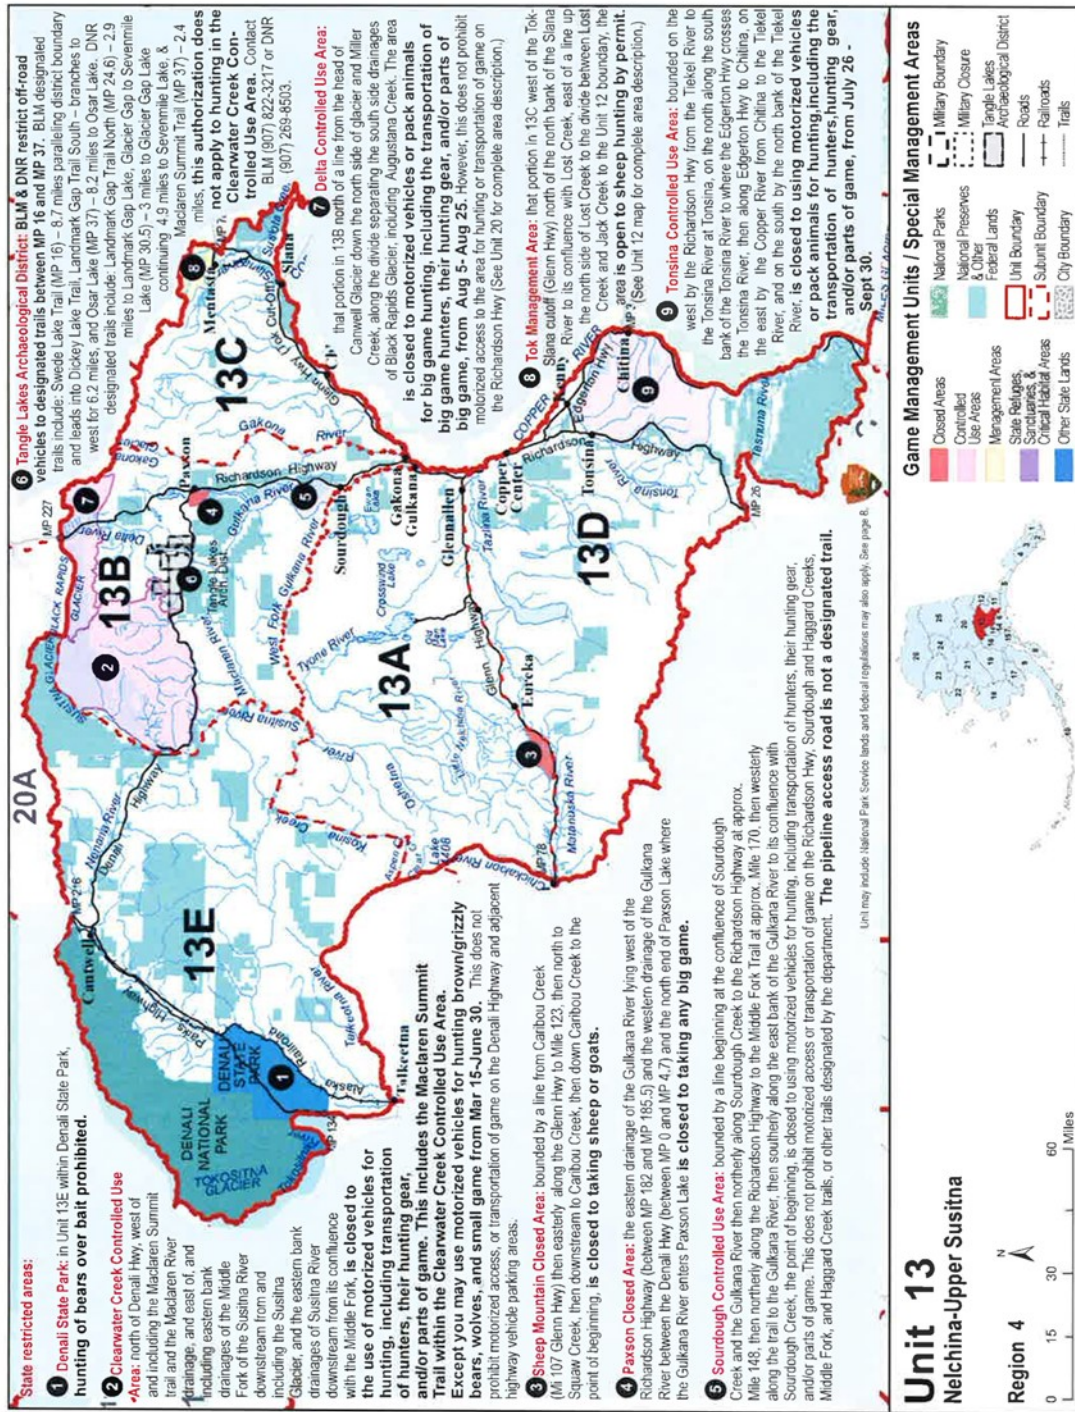 State restricted areas:
1 Denali State Park: in Unit 13E within Denali State Park,
hunting of bears over bait prohibited.
2 Clearwater Creek Controlled Use
Area: north of Denali Hwy, west of
and including the Maclaren Summit
trail and the Maclaren River
drainage, east of, and
including eastern bank
drainages of the Middle
Fork of the Susitna River
downstream from and
including the Susitna
Glacier, and the eastern bank
drainages of Susitna River
downstream from its confluence
with the Middle Fork, is closed to
the use of motorized vehicles for
hunting, including transportation
of hunters, their hunting gear,
and/or parts of game. This includes the Maclaren Summit
Trail within the Clearwater Creek Controlled Use Area.
Except you may use motorized vehicles for hunting brown/grizzly
bears, wolves, and small game from Mar 15-June 30. This does not
prohibit motorized access, or transportation of game on the Denali Highway and adjacent
highway vehicle parking areas.
3 Sheep Mountain Closed Area: bounded by a line from Caribou Creek
(Mi 107 Glenn Hwy) then easterly along the Glenn Hwy to Mile 123, then north to
Squaw Creek, then downstream to Caribou Creek, then down Caribou Creek to the
point of beginning, is closed to taking sheep or goats.
4 Paxson Closed Area: the eastern drainage of the Gulkana River lying west of the
Richardson Highway (between MP 182 and MP 185.5) and the western drainage of the Gulkana
River between the Denali Hwy (between MP 0 and MP 4.7) and the north end of Paxson Lake where
the Gulkana River enters Paxson Lake is closed to taking any big game.
5 Sourdough Controlled Use Area: bounded by a line beginning at the confluence of Sourdough
Creek and the Gulkana River then northerly along Sourdough Creek to the Richardson Highway at approx.
Mile 148, then northerly along the Richardson Highway to the Middle Fork Trail at approx. Mile 170, then westerly
along the trail to the Gulkana River, then southerly along the east bank of the Gulkana River to its confluence with
Sourdough Creek, the point of beginning, is closed to using motorized vehicles for hunting, including transportation of hunters, their hunting gear,
and/or parts of game. This does not prohibit motorized access or transportation of game on the Richardson Hwy, Sourdough and Haggard Creeks,
Middle Fork, and Haggard Creek trails, or other trails designated by the department. The pipeline access road is not a designated trail.
Unit may include National Park Service lands and federal regulations may also apply. See page 8.
6 Tangle Lakes Archaeological District: BLM & DNR restrict off-road
vehicles to designated trails between MP 16 and MP 37. BLM designated
trails include: Swede Lake Trail (MP 16) – 8.7 miles paralleling district boundary
and leads into Dickey Lake Trail, Landmark Gap Trail South – branches to
west for 6.2 miles, and Osar Lake (MP 37) – 8.2 miles to Osar Lake. DNR
designated trails include: Landmark Gap Trail North (MP 24.6) – 2.9
miles to Landmark Gap Lake, Glacier Gap to Sevenmile
Lake (MP 30.5) – 3 miles to Glacier Gap Lake
continuing 4.9 miles to Sevenmile Lake, &
Maclaren Summit Trail (MP 37) – 2.4
miles, this authorization does
not apply to hunting in the
Clearwater Creek Con-
trolled Use Area. Contact
BLM (907) 822-3217 or DNR
(907) 269-8503.
7 Delta Controlled Use Area:
that portion in 13B north of a line from the head of
Canwell Glacier down the north side of glacier and Miller
Creek, along the divide separating the south side drainages
of Black Rapids Glacier, including Augustana Creek. The area
is closed to motorized vehicles or pack animals
for big game hunting, including the transportation of
big game hunters, their hunting gear, and/or parts of
big game, from Aug 5- Aug 25. However, this does not prohibit
motorized access to the area for hunting or transportation of game on
the Richardson Hwy (See Unit 20 for complete area description.)
8 Tok Management Area: that portion in 13C west of the Tok-
Slana cutoff (Glenn Hwy) north of the north bank of the Slana
River to its confluence with Lost Creek, east of a line up
the north side of Lost Creek to the divide between Lost
Creek and Jack Creek to the Unit 12 boundary, the
area is open to sheep hunting by permit.
(See Unit 12 map for complete area description.)
9 Tonsina Controlled Use Area: bounded on the
west by the Richardson Hwy from the Tiekel River to
the Tonsina River at Tonsina, on the north along the south
bank of the Tonsina River to where the Edgerton Hwy crosses
the Tonsina River, then along Edgerton Hwy to Chitina, on
the east by the Copper River from Chitina to the Tiekel
River, and on the south by the north bank of the Tiekel
River, is closed to using motorized vehicles
or pack animals for hunting, including the
transportation of hunters, hunting gear,
and/or parts of game, from July 26 -
Sept 30.
20A
13E
13B
13C
13A
13D
DENALI NATIONAL PARK
DENALI STATE PARK
TOKOSITNA GLACIER
Cantwell
MP 216
Parks Highway
Alaska Railroad
Talkeetna
MP 134
Talkeetna River
Nenana River
Denali Highway
SUSITNA GLACIER
BLACK RAPIDS GLACIER
MP 227
Delta River
Paxson
Tangle Lakes Arch. Dist.
Maclaren River
Susitna River
West Fork Gulkana River
Gulkana River
Richardson Highway
Gakona Glacier
Gakona River
Sourdough
Ewan Lake
Crosswind Lake
Gakona
Gulkana
Glennallen
Tazlina River
Copper Center
Tyone River
Oshetna River
Kosina Creek
Lake 4408
Chickaloon River
MP 78
Matanuska River
Eureka
Glenn Highway
Mentasta
Slana
Glenn Hwy (Tok Cut-Off)
COPPER RIVER
Kenny
Edgerton Hwy
Chitina
Tonsina
Tonsina River
Richardson Highway
MP 26
Tasnuna River
Unit 13
Nelchina-Upper Susitna
Region 4
N
0 15 30 60
Miles
Game Management Units / Special Management Areas
Closed Areas
Controlled Use Areas
Management Areas
State Refuges, Sanctuaries, & Critical Habitat Areas
Other State Lands
National Parks
National Preserves & Other Federal Lands
Unit Boundary
Subunit Boundary
City Boundary
Military Boundary
Military Closure
Tangle Lakes Archaeological District
Roads
Railroads
Trails